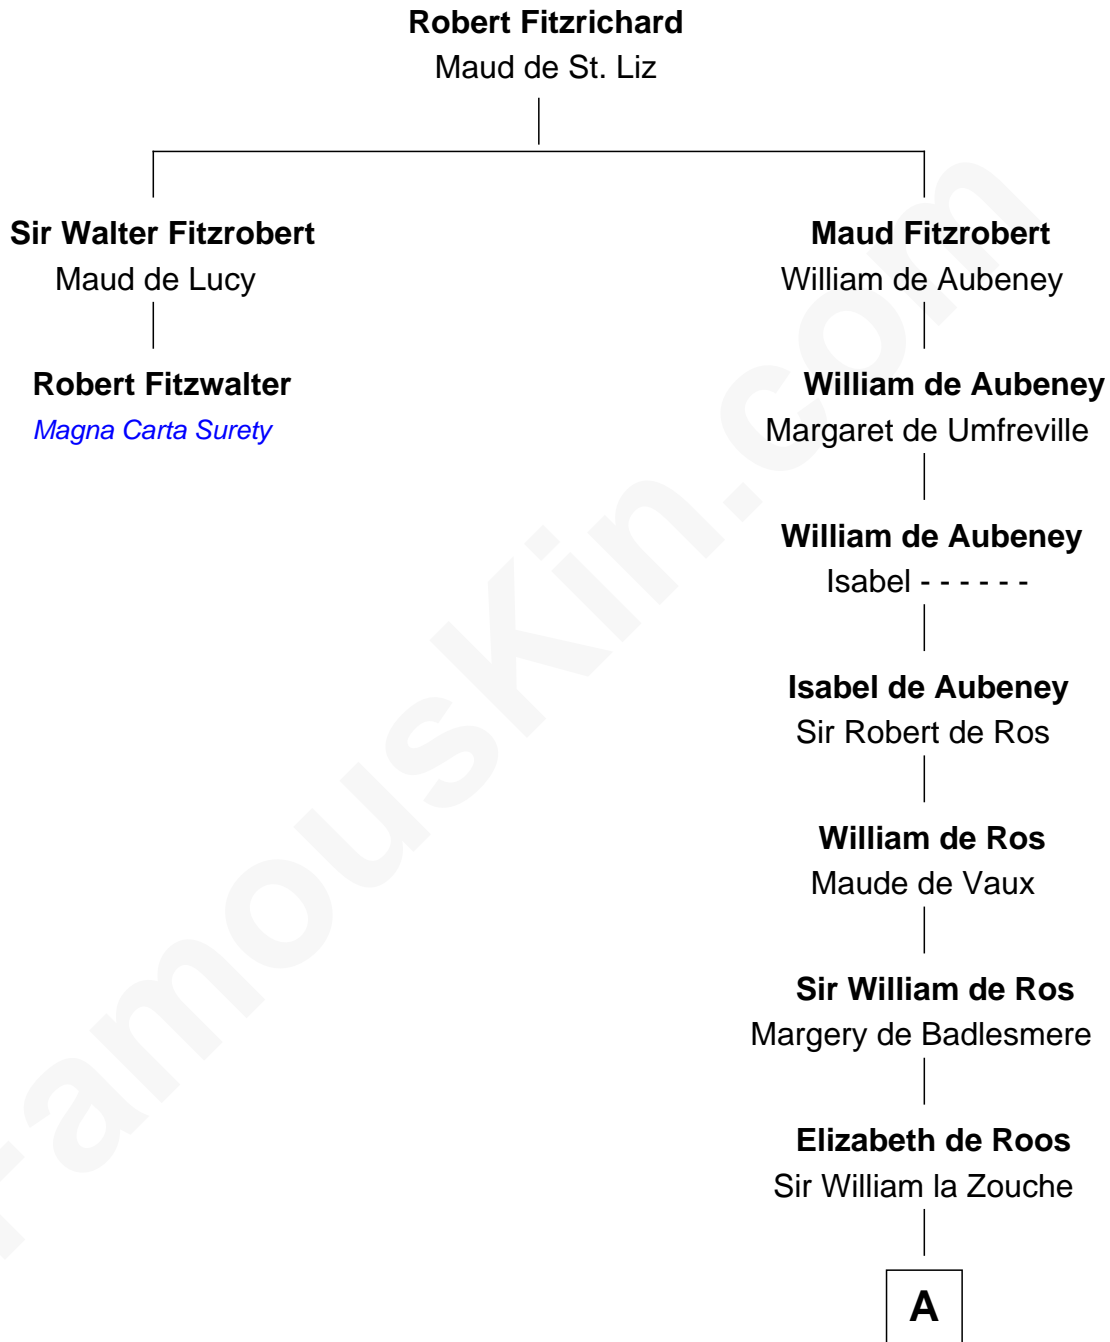 Robert Fitzrichard
Maud de St. Liz
Sir Walter Fitzrobert
Maud de Lucy
Robert Fitzwalter
Magna Carta Surety
Maud Fitzrobert
William de Aubeney
William de Aubeney
Margaret de Umfreville
William de Aubeney
Isabel - - - - - -
Isabel de Aubeney
Sir Robert de Ros
William de Ros
Maude de Vaux
Sir William de Ros
Margery de Badlesmere
Elizabeth de Roos
Sir William la Zouche
A
FamousKin.com